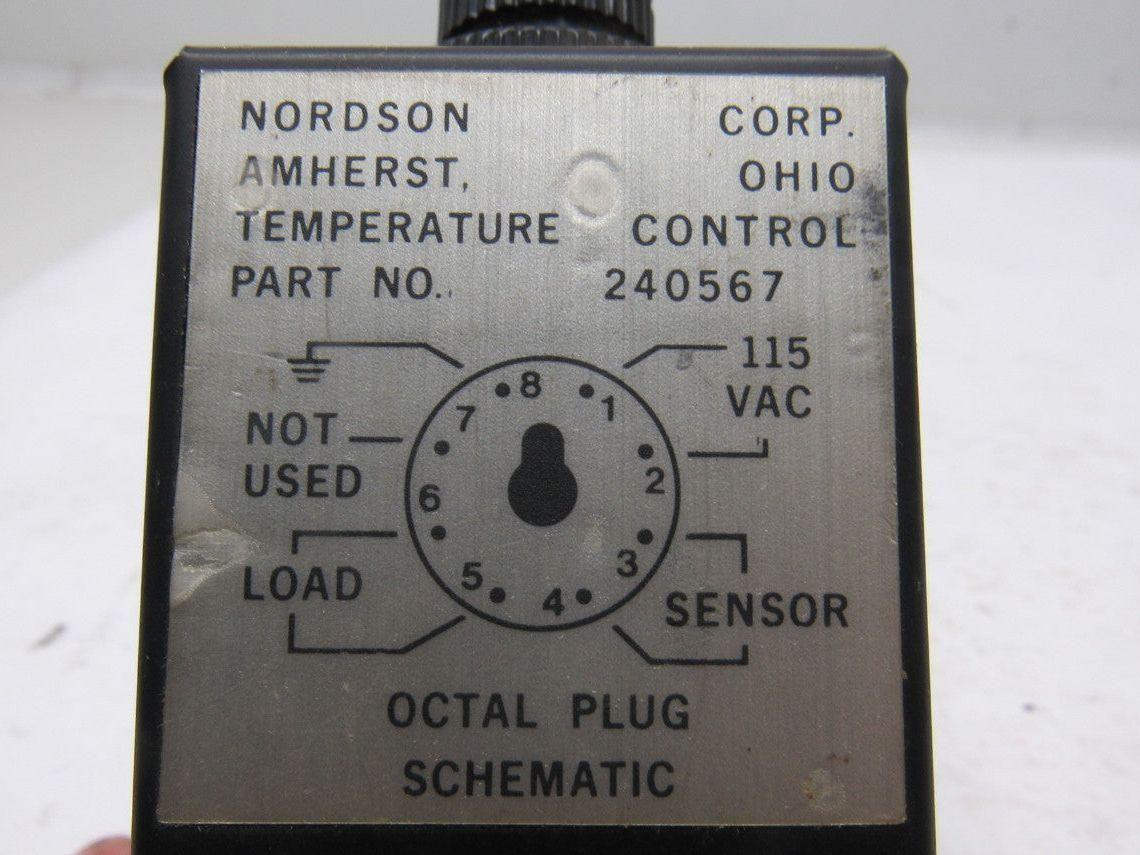 NORDSON CORP.
AMHERST, OHIO
TEMPERATURE CONTROL
PART NO. 240567
115
VAC
8
1
7
NOT
USED
2
6
3
LOAD
5
4
SENSOR
OCTAL PLUG
SCHEMATIC